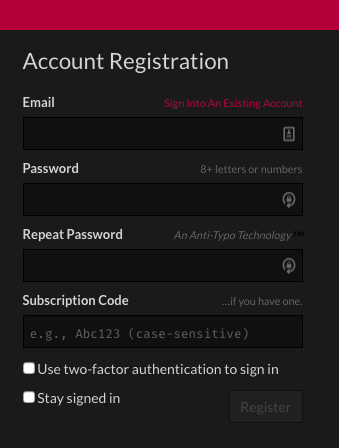 Account Registration
Email Sign Into An Existing Account
Password 8+ letters or numbers
Repeat Password An Anti-Typo Technology™
Subscription Code ...if you have one.
e.g., Abc123 (case-sensitive)
Use two-factor authentication to sign in
Stay signed in
Register